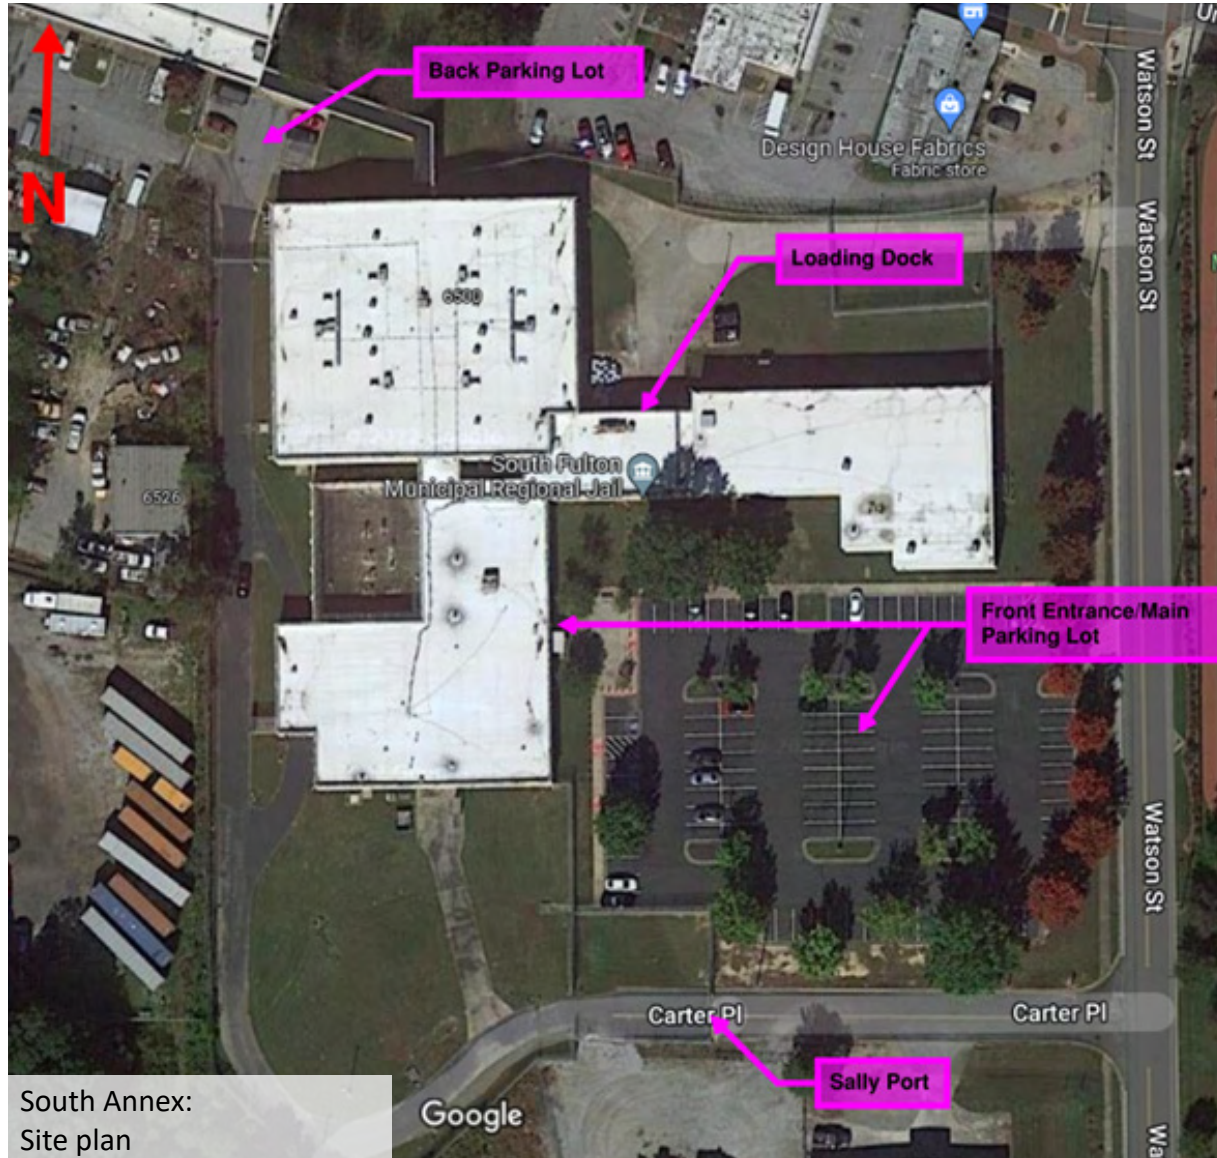 Un
Back Parking Lot
Watson St
Design House Fabrics
Fabric store
N
Watson St
Loading Dock
6500
South Fulton
Municipal Regional Jail
6526
Front Entrance/Main
Parking Lot
Watson St
Carter Pl
Carter Pl
Sally Port
South Annex:
Site plan
Google
Wa